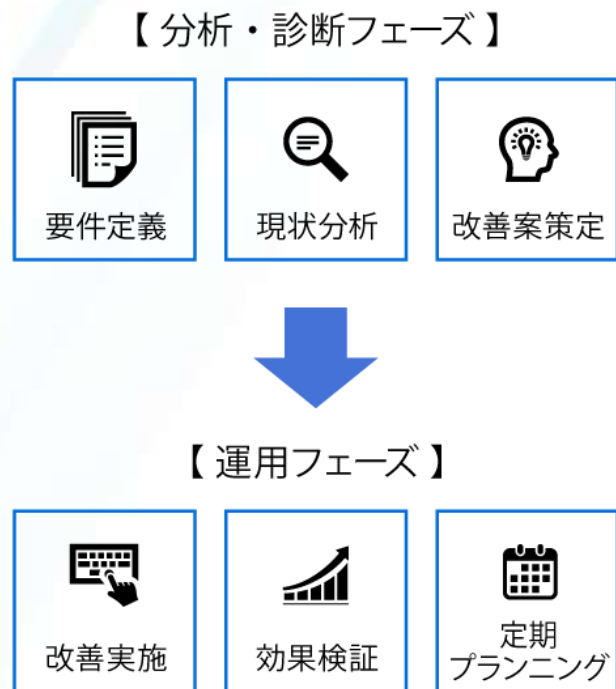 【 分析・診断フェーズ 】
要件定義
現状分析
改善案策定
【 運用フェーズ 】
改善実施
効果検証
定期
プランニング